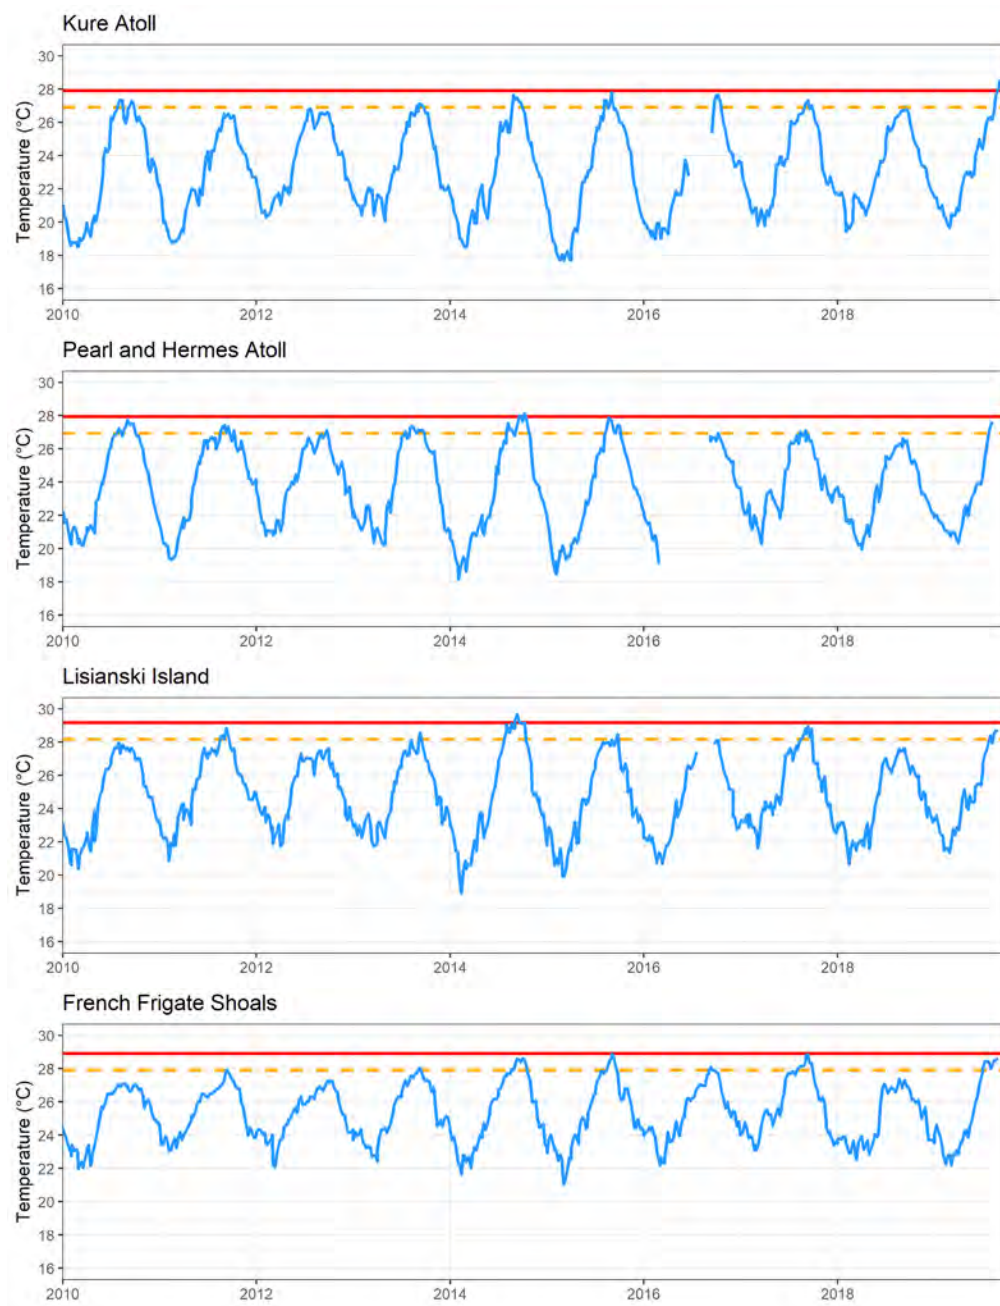 Kure Atoll
Temperature (°C)
30
28
26
24
22
20
18
16
2010 2012 2014 2016 2018
Pearl and Hermes Atoll
Temperature (°C)
30
28
26
24
22
20
18
16
2010 2012 2014 2016 2018
Lisianski Island
Temperature (°C)
30
28
26
24
22
20
18
16
2010 2012 2014 2016 2018
French Frigate Shoals
Temperature (°C)
30
28
26
24
22
20
18
16
2010 2012 2014 2016 2018